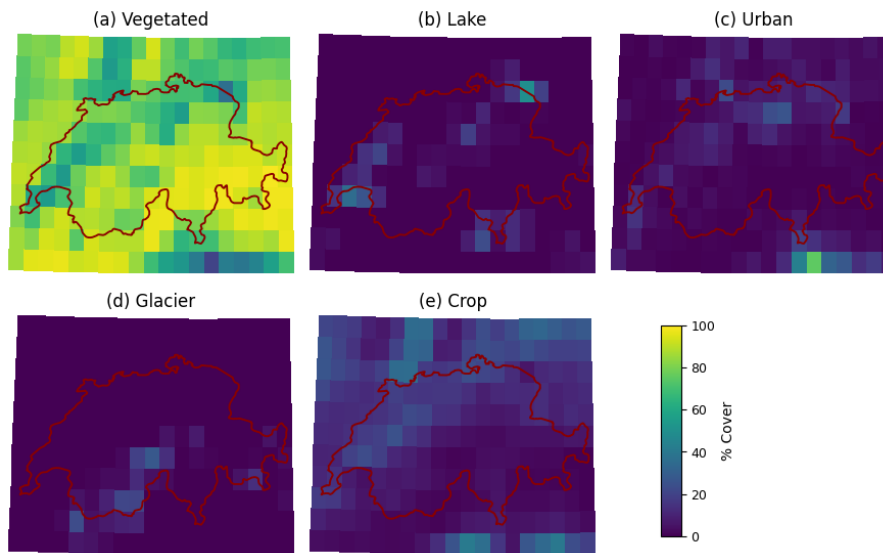 (a) Vegetated
(b) Lake
(c) Urban
(d) Glacier
(e) Crop
100
80
60
40
20
0
% Cover